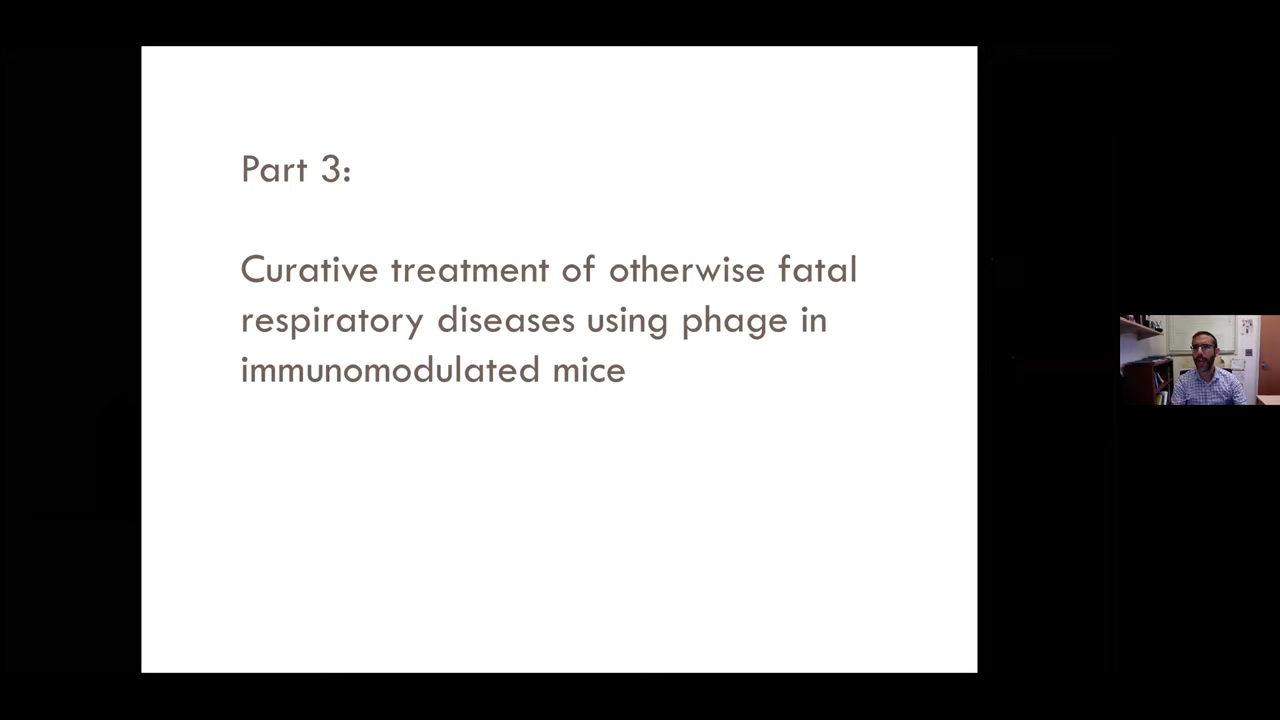 Part 3:
Curative treatment of otherwise fatal
respiratory diseases using phage in
immunomodulated mice